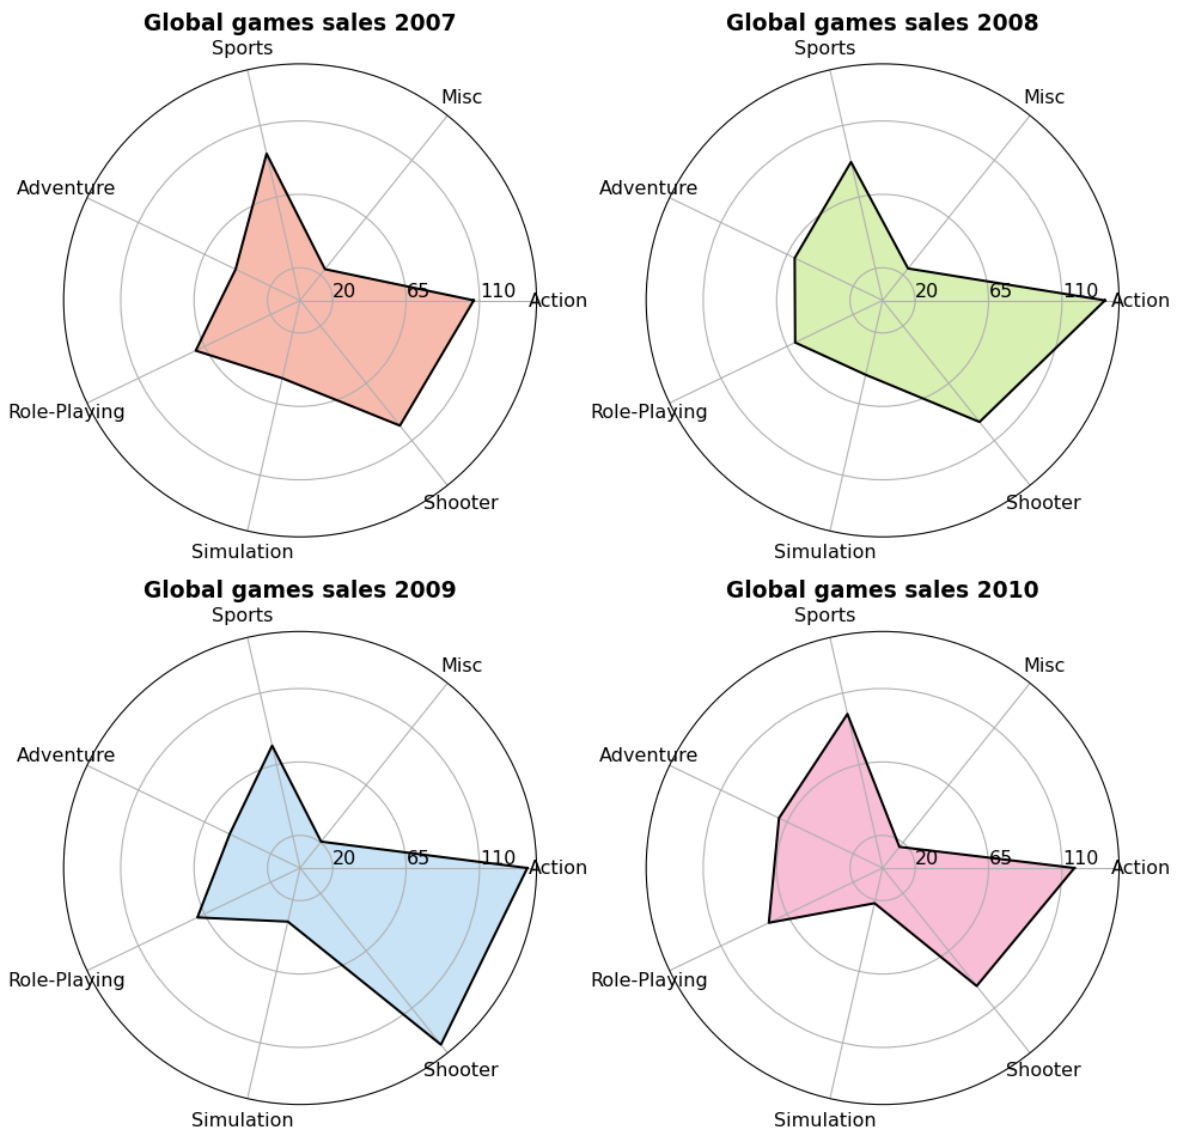 Global games sales 2007
Sports
Misc
Adventure
20
65
110
Action
Role-Playing
Shooter
Simulation
Global games sales 2008
Sports
Misc
Adventure
20
65
110
Action
Role-Playing
Shooter
Simulation
Global games sales 2009
Sports
Misc
Adventure
20
65
110
Action
Role-Playing
Shooter
Simulation
Global games sales 2010
Sports
Misc
Adventure
20
65
110
Action
Role-Playing
Shooter
Simulation